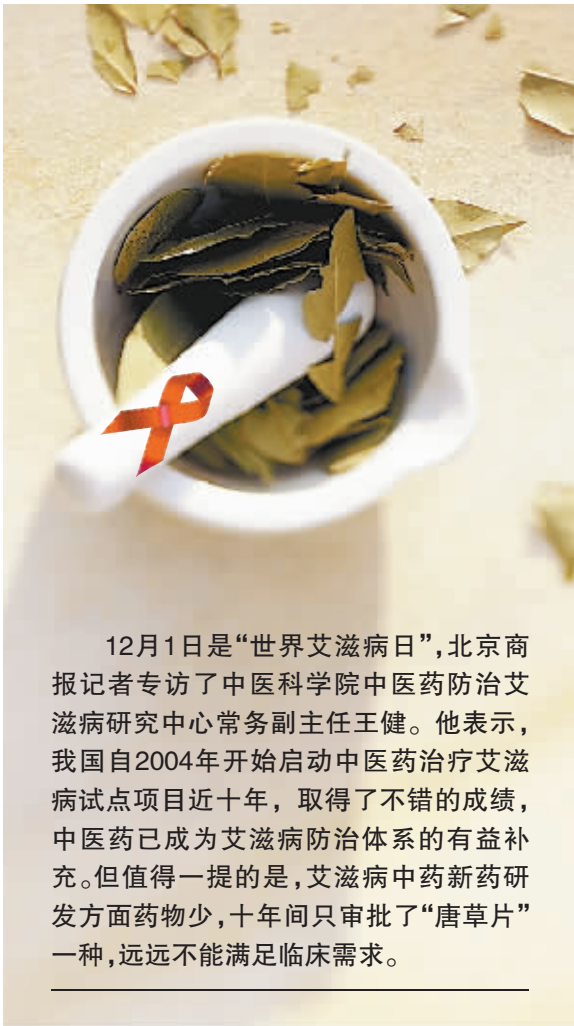 12月1日是“世界艾滋病日”,北京商
报记者专访了中医科学院中医药防治艾
滋病研究中心常务副主任王健。他表示,
我国自2004年开始启动中医药治疗艾滋
病试点项目近十年，取得了不错的成绩,
中医药已成为艾滋病防治体系的有益补
充。但值得一提的是,艾滋病中药新药研
发方面药物少,十年间只审批了“唐草片”
一种,远远不能满足临床需求。